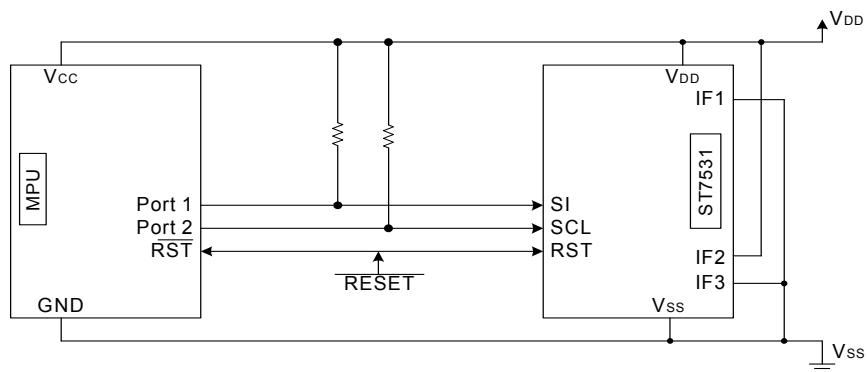 VDD
VCC
VDD
IF1
MPU
ST7531
Port 1
SI
Port 2
SCL
RST
RST
IF2
RESET
IF3
GND
VSS
VSS